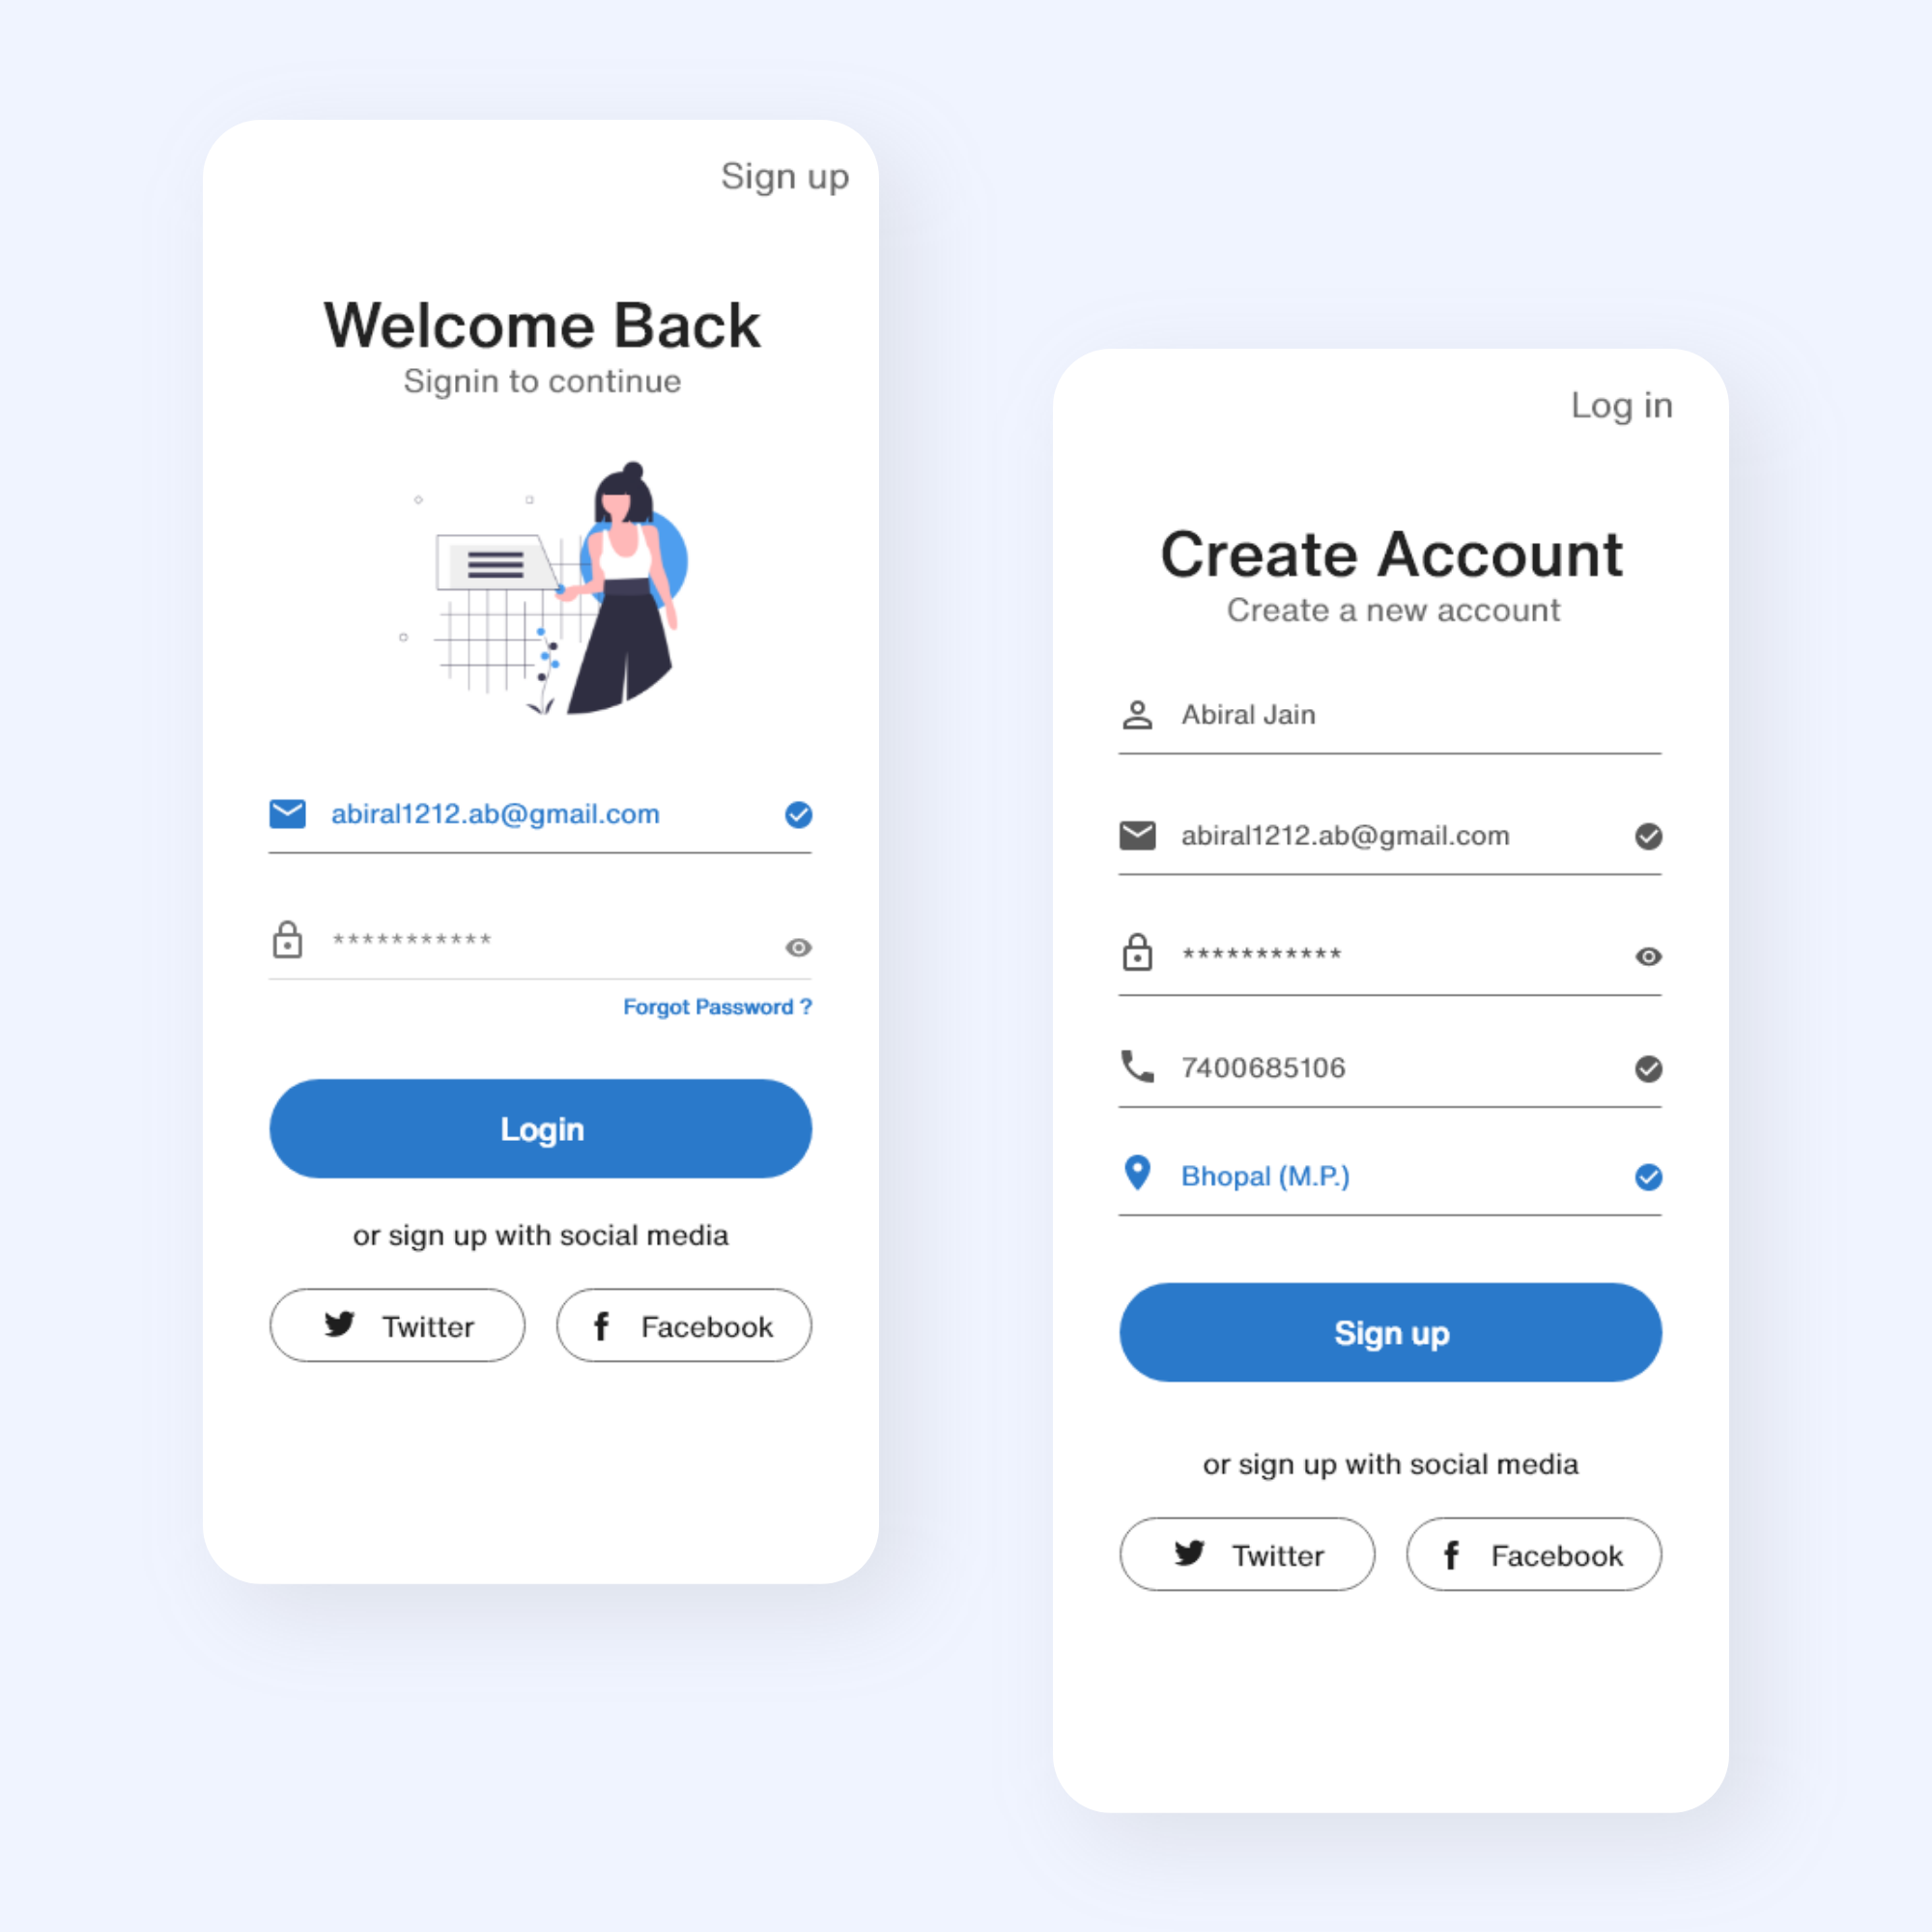 Sign up
Welcome Back
Signin to continue
abiral1212.ab@gmail.com
***********
Forgot Password ?
Login
or sign up with social media
Twitter
Facebook
Log in
Create Account
Create a new account
Abiral Jain
abiral1212.ab@gmail.com
***********
7400685106
Bhopal (M.P.)
Sign up
or sign up with social media
Twitter
Facebook